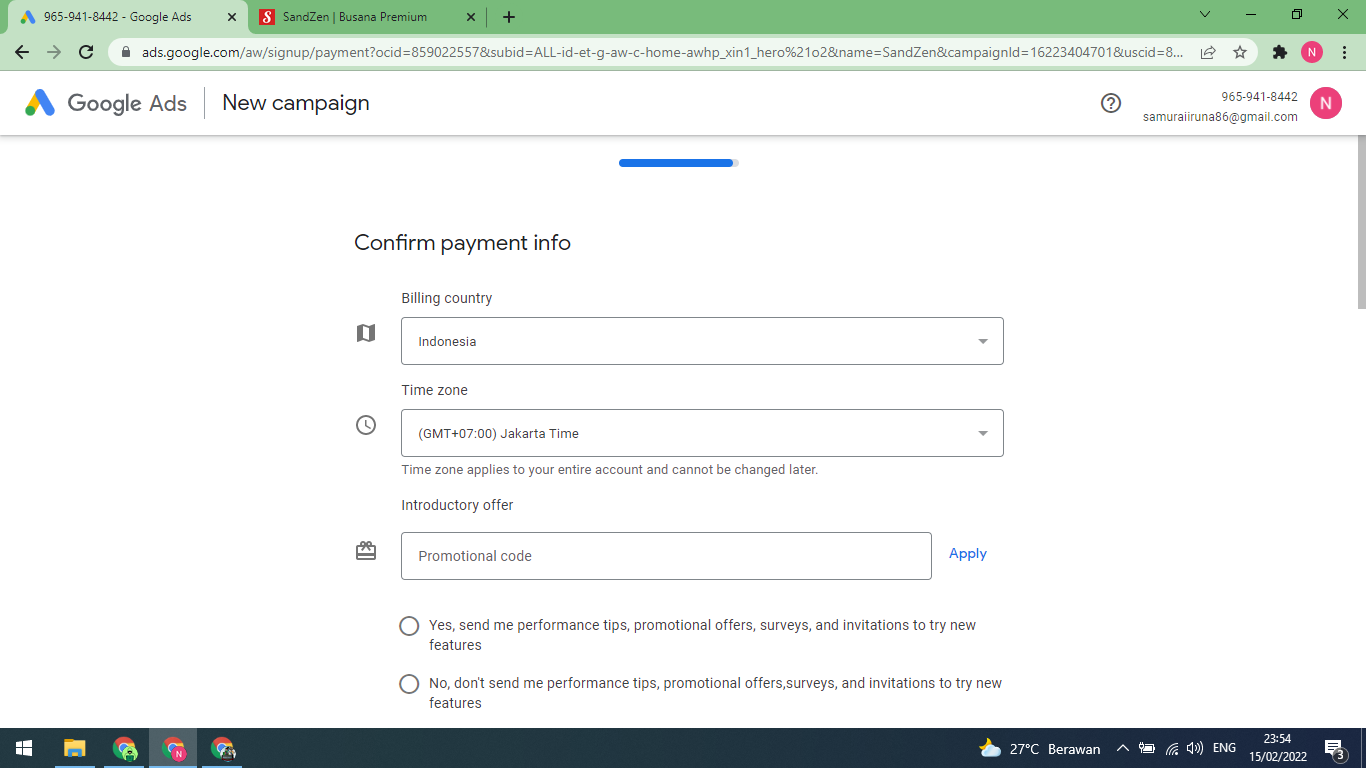 965-941-8442 - Google Ads
SandZen | Busana Premium
ads.google.com/aw/signup/payment?ocid=859022557&subid=ALL-id-et-g-aw-c-home-awhp_xin1_hero%21o2&name=SandZen&campaignId=16223404701&uscid=8...
N
Google Ads
New campaign
965-941-8442
samuraiiruna86@gmail.com
N
Confirm payment info
Billing country
Indonesia
Time zone
(GMT+07:00) Jakarta Time
Time zone applies to your entire account and cannot be changed later.
Introductory offer
Promotional code
Apply
Yes, send me performance tips, promotional offers, surveys, and invitations to try new
features
No, don't send me performance tips, promotional offers,surveys, and invitations to try new
features
N
27°C Berawan
ENG
23:54
15/02/2022
3